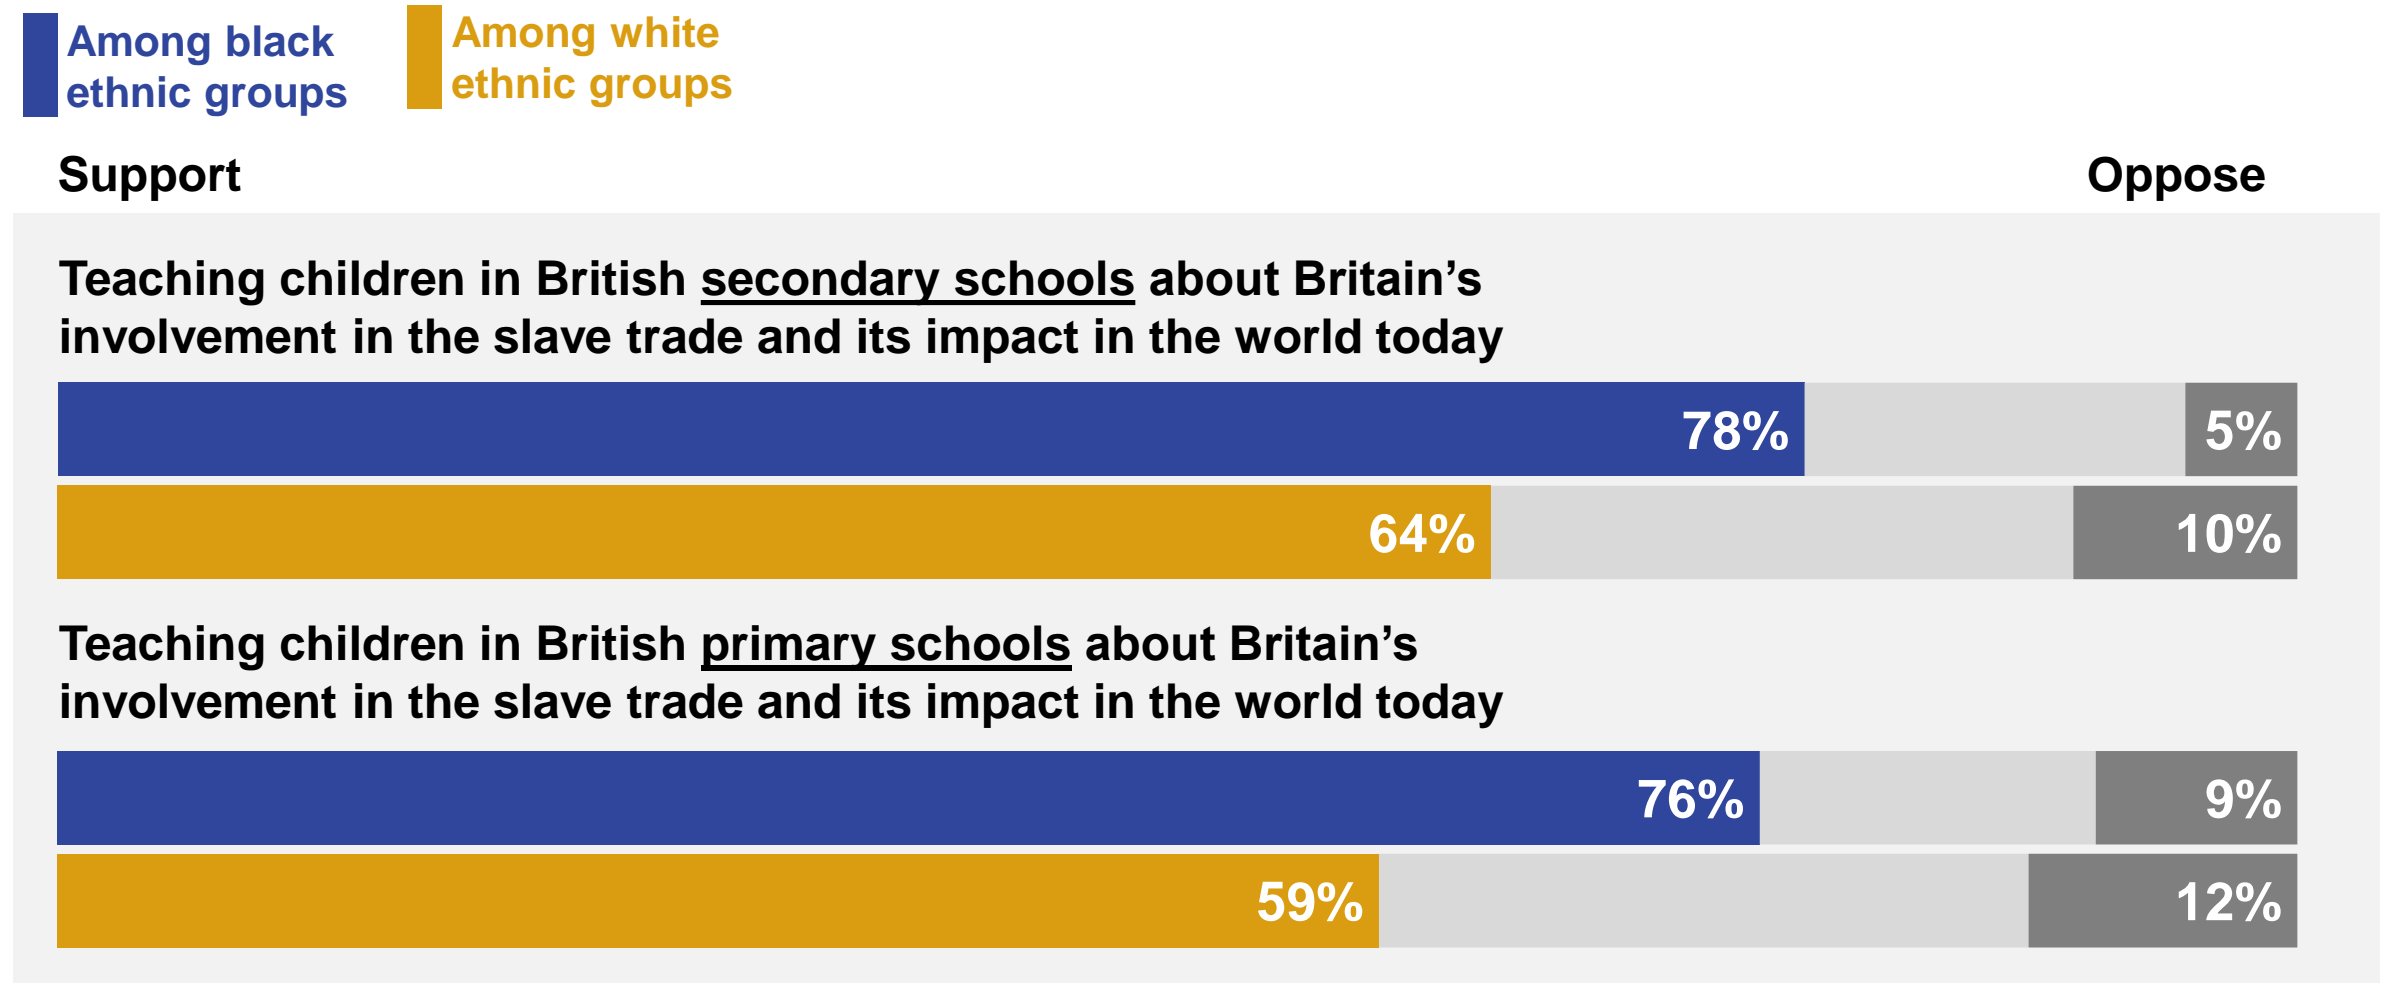 Among black
ethnic groups
Among white
ethnic groups
Support
Oppose
Teaching children in British secondary schools about Britain’s
involvement in the slave trade and its impact in the world today
78%
5%
64%
10%
Teaching children in British primary schools about Britain’s
involvement in the slave trade and its impact in the world today
76%
9%
59%
12%